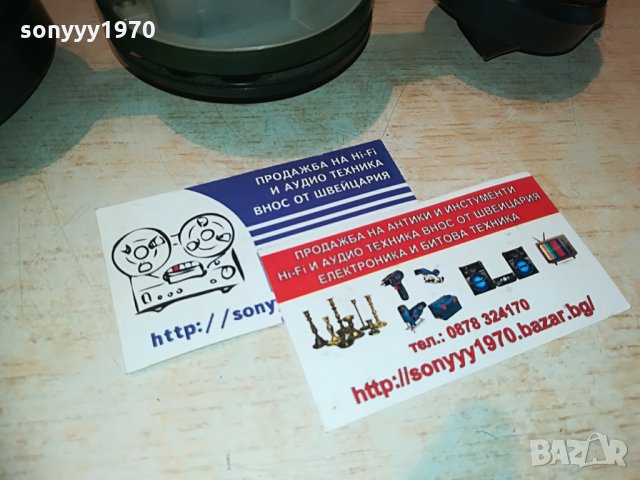 sonyyy1970
ПРОДАЖБА НА Hi-Fi
И АУДИО ТЕХНИКА
ВНОС ОТ ШВЕЙЦАРИЯ
http://sony
ПРОДАЖБА НА АНТИКИ И ИНСТУМЕНТИ
Hi-Fi И АУДИО ТЕХНИКА ВНОС ОТ ШВЕЙЦАРИЯ
ЕЛЕКТРОНИКА И БИТОВА ТЕХНИКА
тел.: 0878 324170
http://sonyyy1970.bazar.bg/
BAZAR
bg